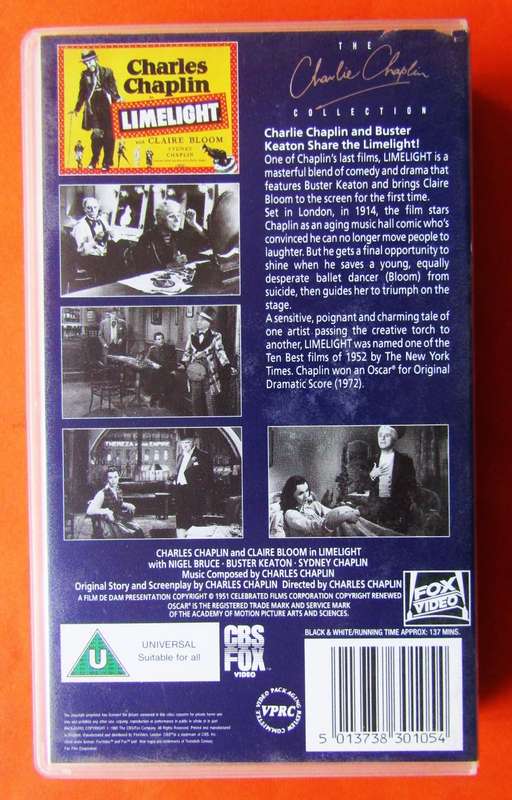 THE
Charlie Chaplin
COLLECTION
Charles
Chaplin
in
LIMELIGHT
with CLAIRE BLOOM
SYDNEY
CHAPLIN
Charlie Chaplin and Buster
Keaton Share the Limelight!
One of Chaplin's last films, LIMELIGHT is a
masterful blend of comedy and drama that
features Buster Keaton and brings Claire
Bloom to the screen for the first time.
Set in London, in 1914, the film stars
Chaplin as an aging music hall comic who's
convinced he can no longer move people to
laughter. But he gets a final opportunity to
shine when he saves a young, equally
desperate ballet dancer (Bloom) from
suicide, then guides her to triumph on the
stage.
A sensitive, poignant and charming tale of
one artist passing the creative torch to
another, LIMELIGHT was named one of the
Ten Best films of 1952 by The New York
Times. Chaplin won an Oscar® for Original
Dramatic Score (1972).
EMPIRE
CHARLES CHAPLIN and CLAIRE BLOOM in LIMELIGHT
with NIGEL BRUCE · BUSTER KEATON · SYDNEY CHAPLIN
Music Composed by CHARLES CHAPLIN
Original Story and Screenplay by CHARLES CHAPLIN Directed by CHARLES CHAPLIN
A FILM DE DAM PRESENTATION COPYRIGHT © 1951 CELEBRATED FILMS CORPORATION COPYRIGHT RENEWED
OSCAR® IS THE REGISTERED TRADE MARK AND SERVICE MARK
OF THE ACADEMY OF MOTION PICTURE ARTS AND SCIENCES.
FOX
VIDEO
BLACK & WHITE/RUNNING TIME APPROX: 137 MINS.
U
UNIVERSAL
Suitable for all
CBS
FOX
VIDEO
VIDEO PACKAGING REVIEW COMMITTEE
VPRC
5 013738 301054